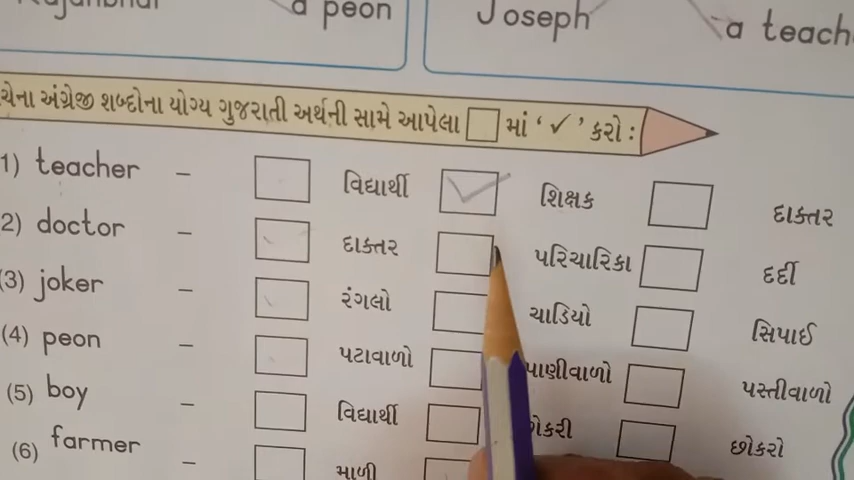 a peon
Joseph
a teach
અંગ્રેજી શબ્દોના યોગ્ય ગુજરાતી અર્થની સામે આપેલા માં ‘✓’ કરો :
1) teacher – વિદ્યાર્થી શિક્ષક દાક્તર
2) doctor – દાક્તર પરિચારિકા દર્દી
(3) joker – રંગલો ચાડિયો સિપાઈ
(4) peon – પટાવાળો પાણીવાળો પસ્તીવાળો
(5) boy – વિદ્યાર્થી છોકરી છોકરો
(6) farmer – માળી